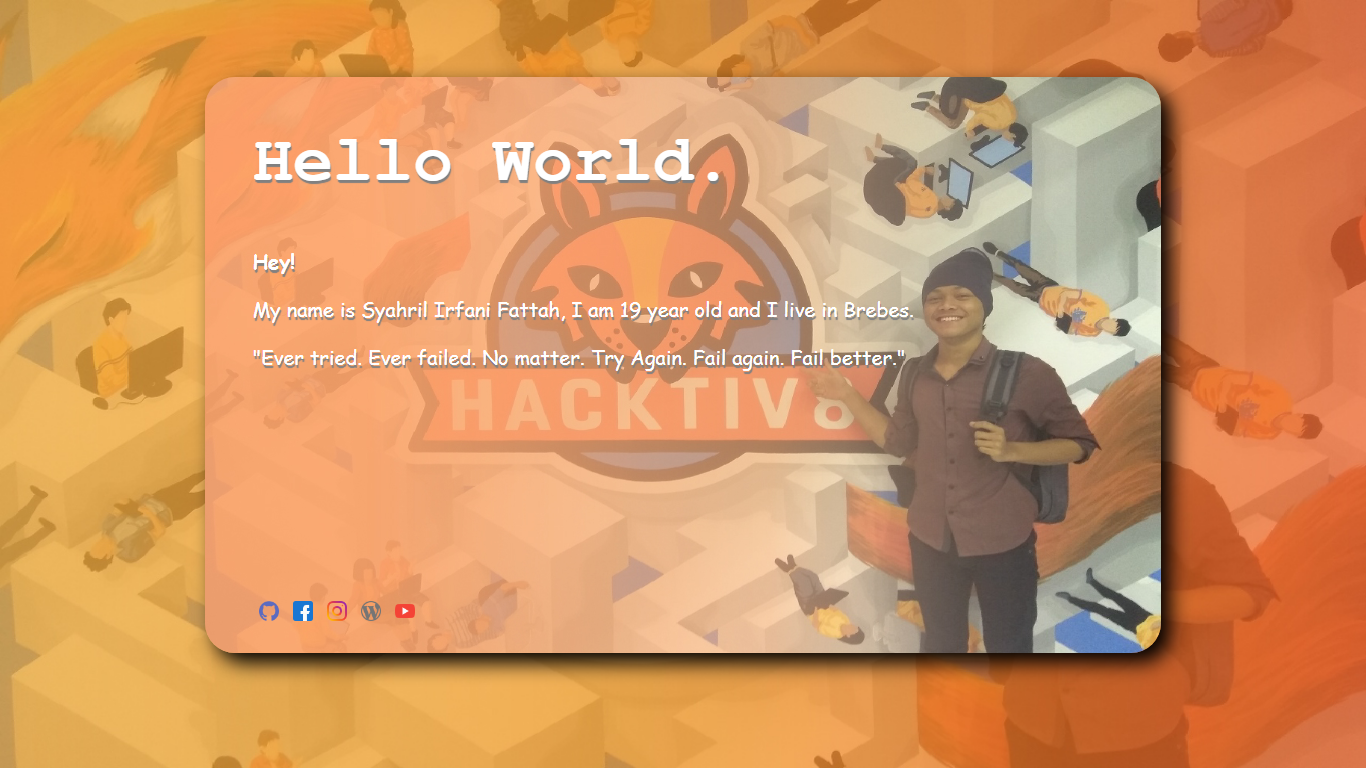 Hello World.
Hey!
My name is Syahril Irfani Fattah, I am 19 year old and I live in Brebes.
"Ever tried. Ever failed. No matter. Try Again. Fail again. Fail better."
HACKTIV8